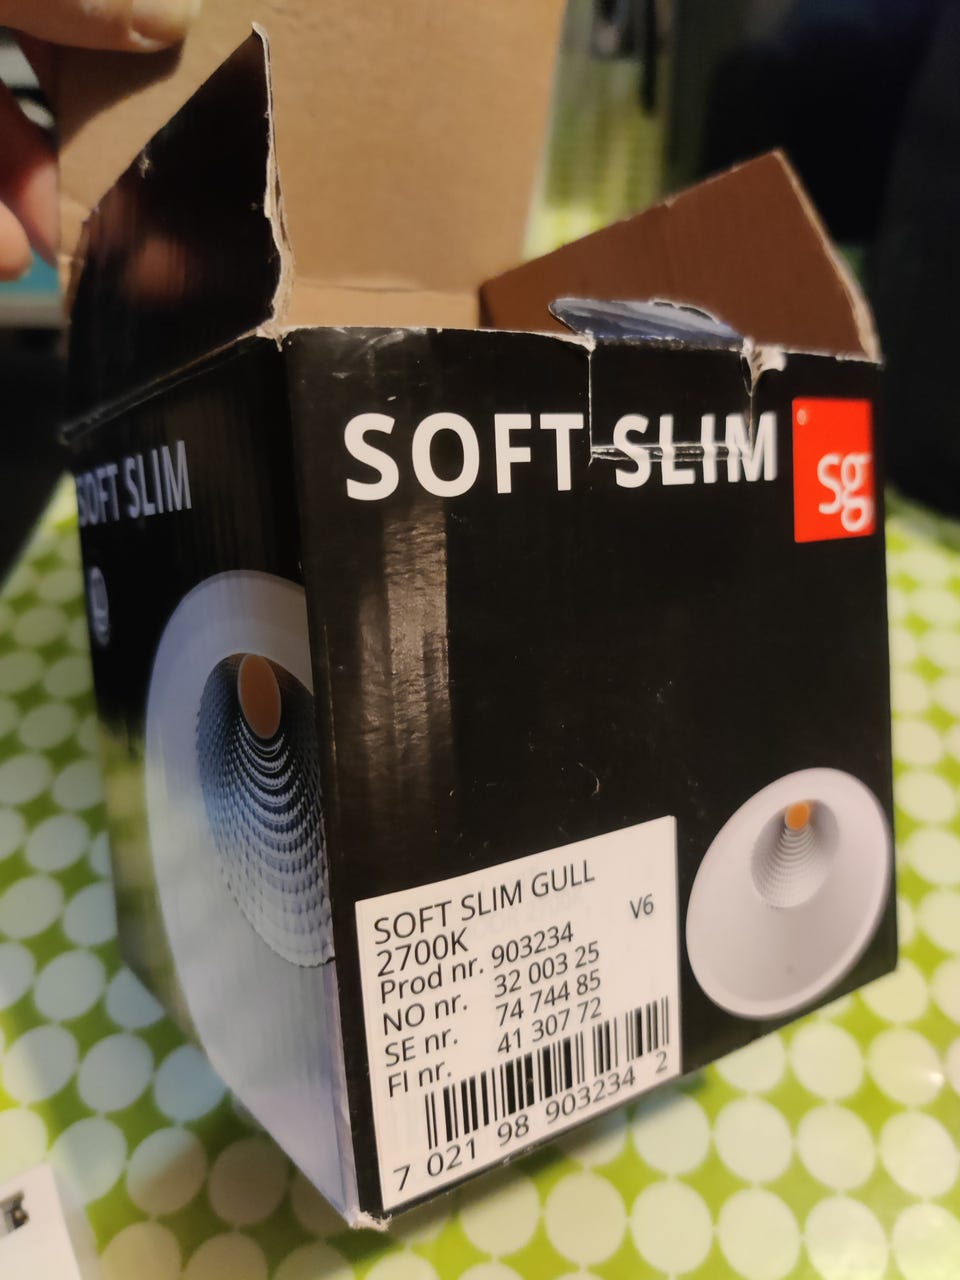 SOFT SLIM
sg
SOFT SLIM
SOFT SLIM GULL
2700K V6
Prod nr. 903234
NO nr. 32 003 25
SE nr. 74 744 85
FI nr. 41 307 72
7 021 98 903234 2